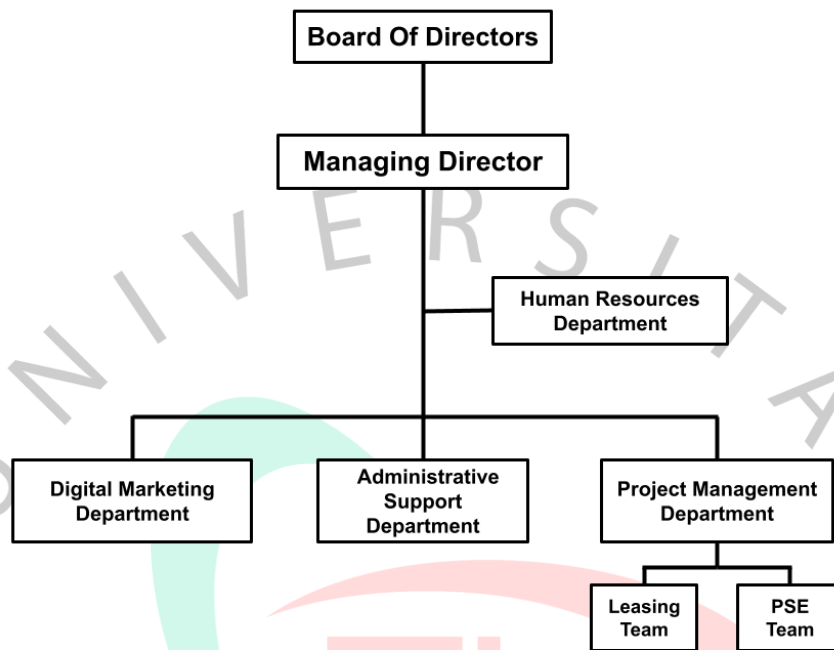 Board Of Directors
Managing Director
UNIVERSITA
Human Resources
Department
Digital Marketing
Department
Administrative
Support
Department
Project Management
Department
Leasing
Team
PSE
Team